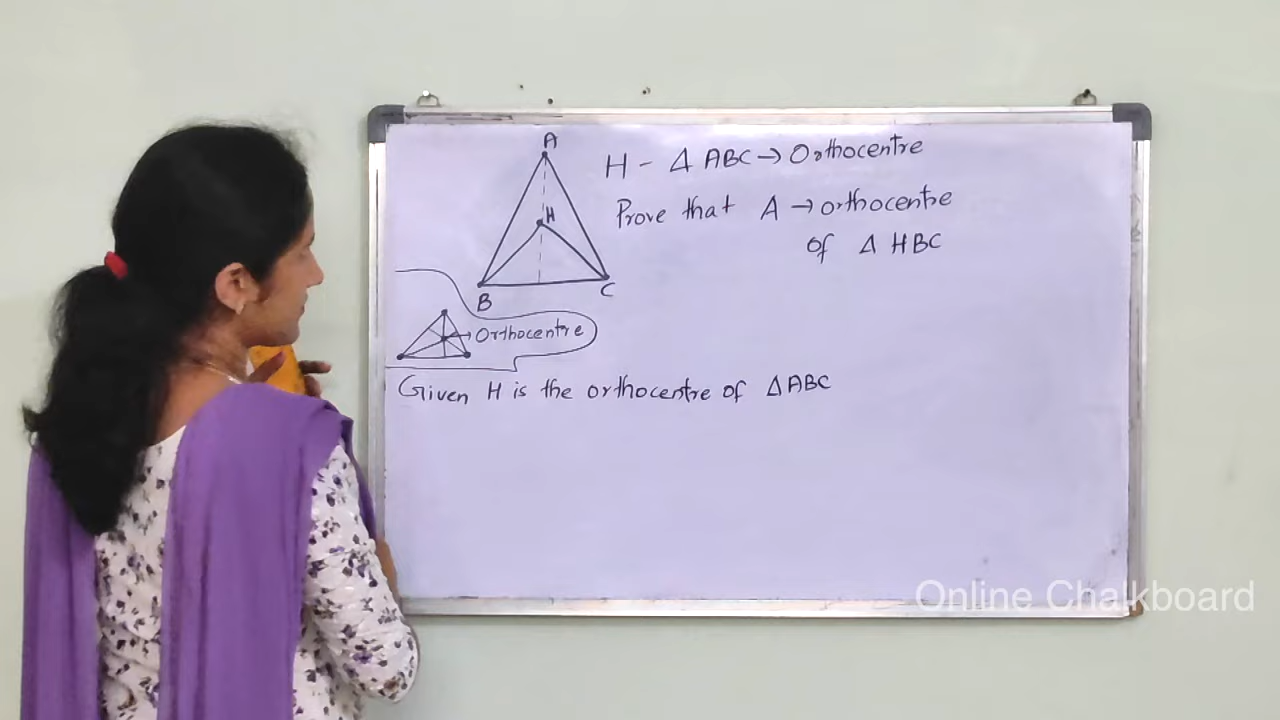 A
H - Δ ABC → Orthocentre
Prove that A → orthocentre
of Δ HBC
H
B
C
→ Orthocentre
Given H is the orthocentre of ΔABC
Online Chalkboard